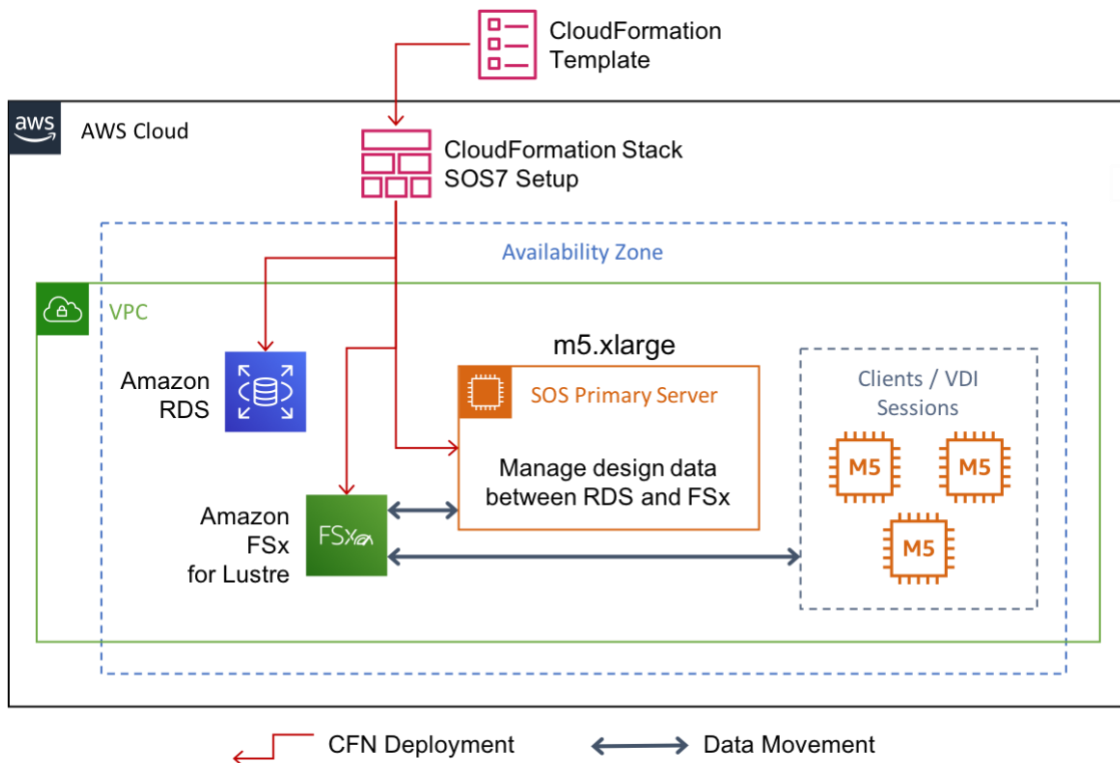 CloudFormation
Template
aws
AWS Cloud
CloudFormation Stack
SOS7 Setup
Availability Zone
VPC
m5.xlarge
Amazon
RDS
SOS Primary Server
Manage design data
between RDS and FSx
Clients / VDI
Sessions
M5
M5
M5
Amazon
FSx
for Lustre
FSx
CFN Deployment
Data Movement